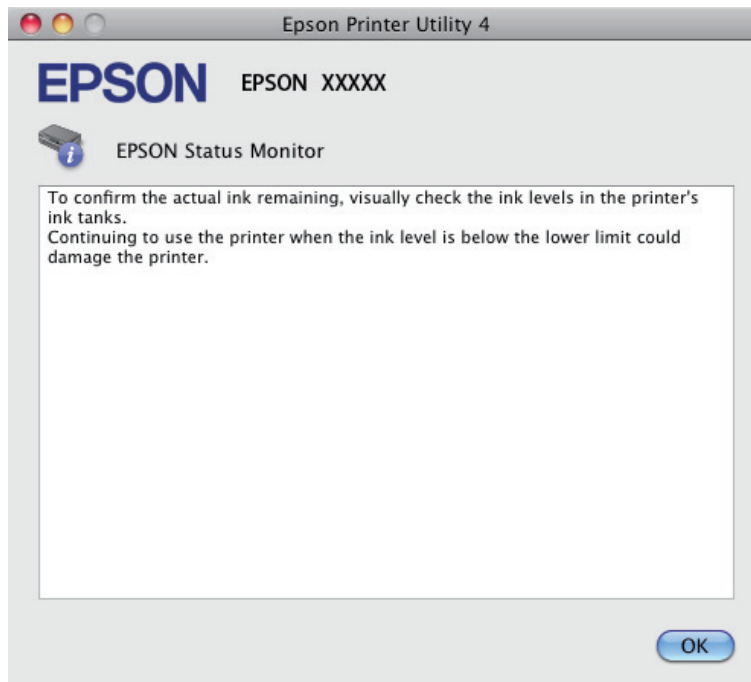 Epson Printer Utility 4
EPSON EPSON XXXXX
EPSON Status Monitor
To confirm the actual ink remaining, visually check the ink levels in the printer's
ink tanks.
Continuing to use the printer when the ink level is below the lower limit could
damage the printer.
OK